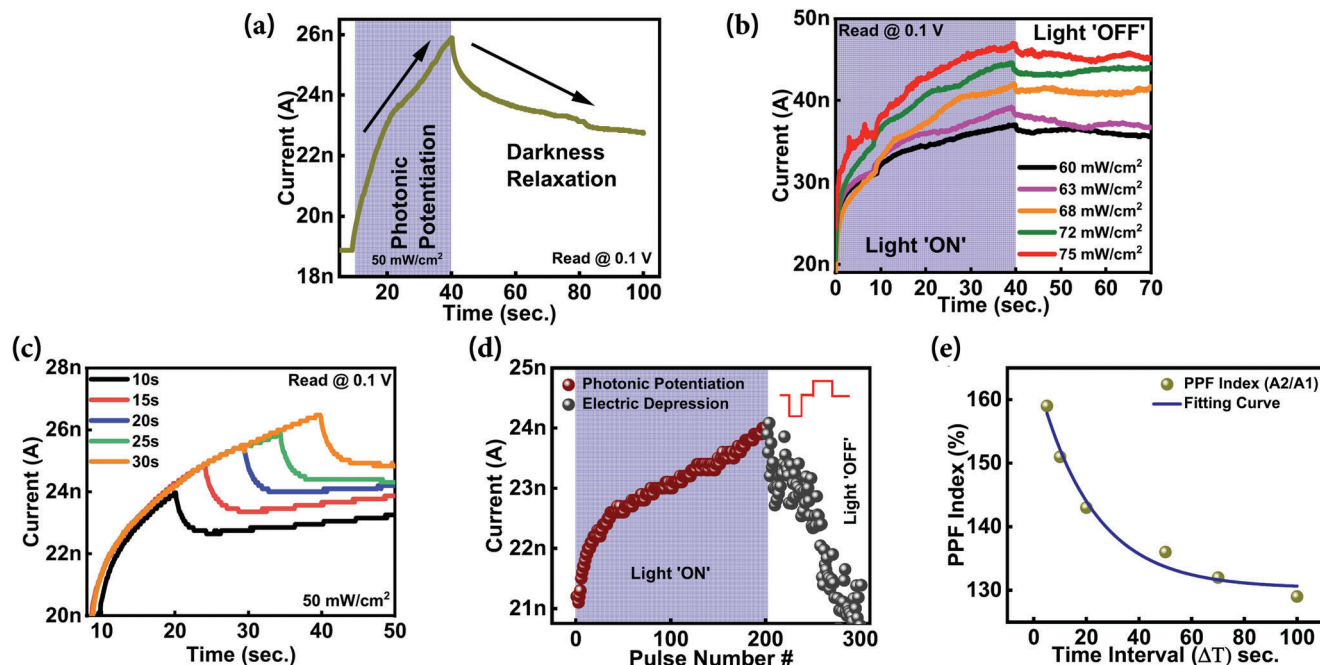 (a)
26n
24n
22n
20n
18n
Current (A)
Photonic
Potentiation
50 mW/cm²
Darkness
Relaxation
Read @ 0.1 V
20 40 60 80 100
Time (sec.)
(b)
Read @ 0.1 V
Light 'OFF'
50n
40n
30n
20n
Current (A)
Light 'ON'
60 mW/cm²
63 mW/cm²
68 mW/cm²
72 mW/cm²
75 mW/cm²
0 10 20 30 40 50 60 70
Time (sec.)
(c)
28n
26n
24n
22n
20n
Current (A)
10s
15s
20s
25s
30s
Read @ 0.1 V
50 mW/cm²
10 20 30 40 50
Time (sec.)
(d)
25n
24n
23n
22n
21n
Current (A)
Photonic Potentiation
Electric Depression
Light 'ON'
Light 'OFF'
0 100 200 300
Pulse Number #
(e)
160
150
140
130
PPF Index (%)
PPF Index (A2/A1)
Fitting Curve
0 20 40 60 80 100
Time Interval (ΔT) sec.